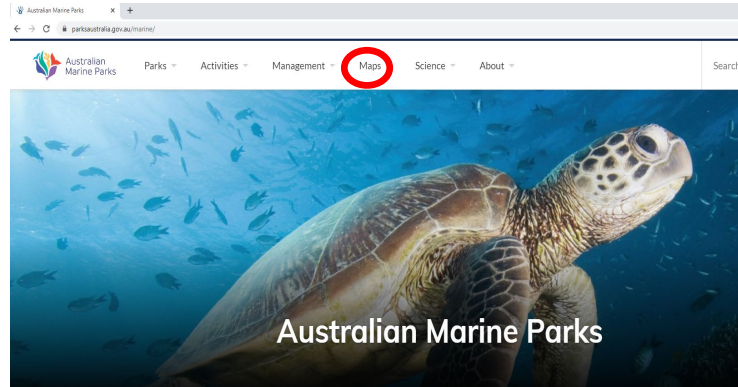 Australian Marine Parks
parksaustralia.gov.au/marine/
Australian
Marine Parks
Parks
Activities
Management
Maps
Science
About
Search
Australian Marine Parks